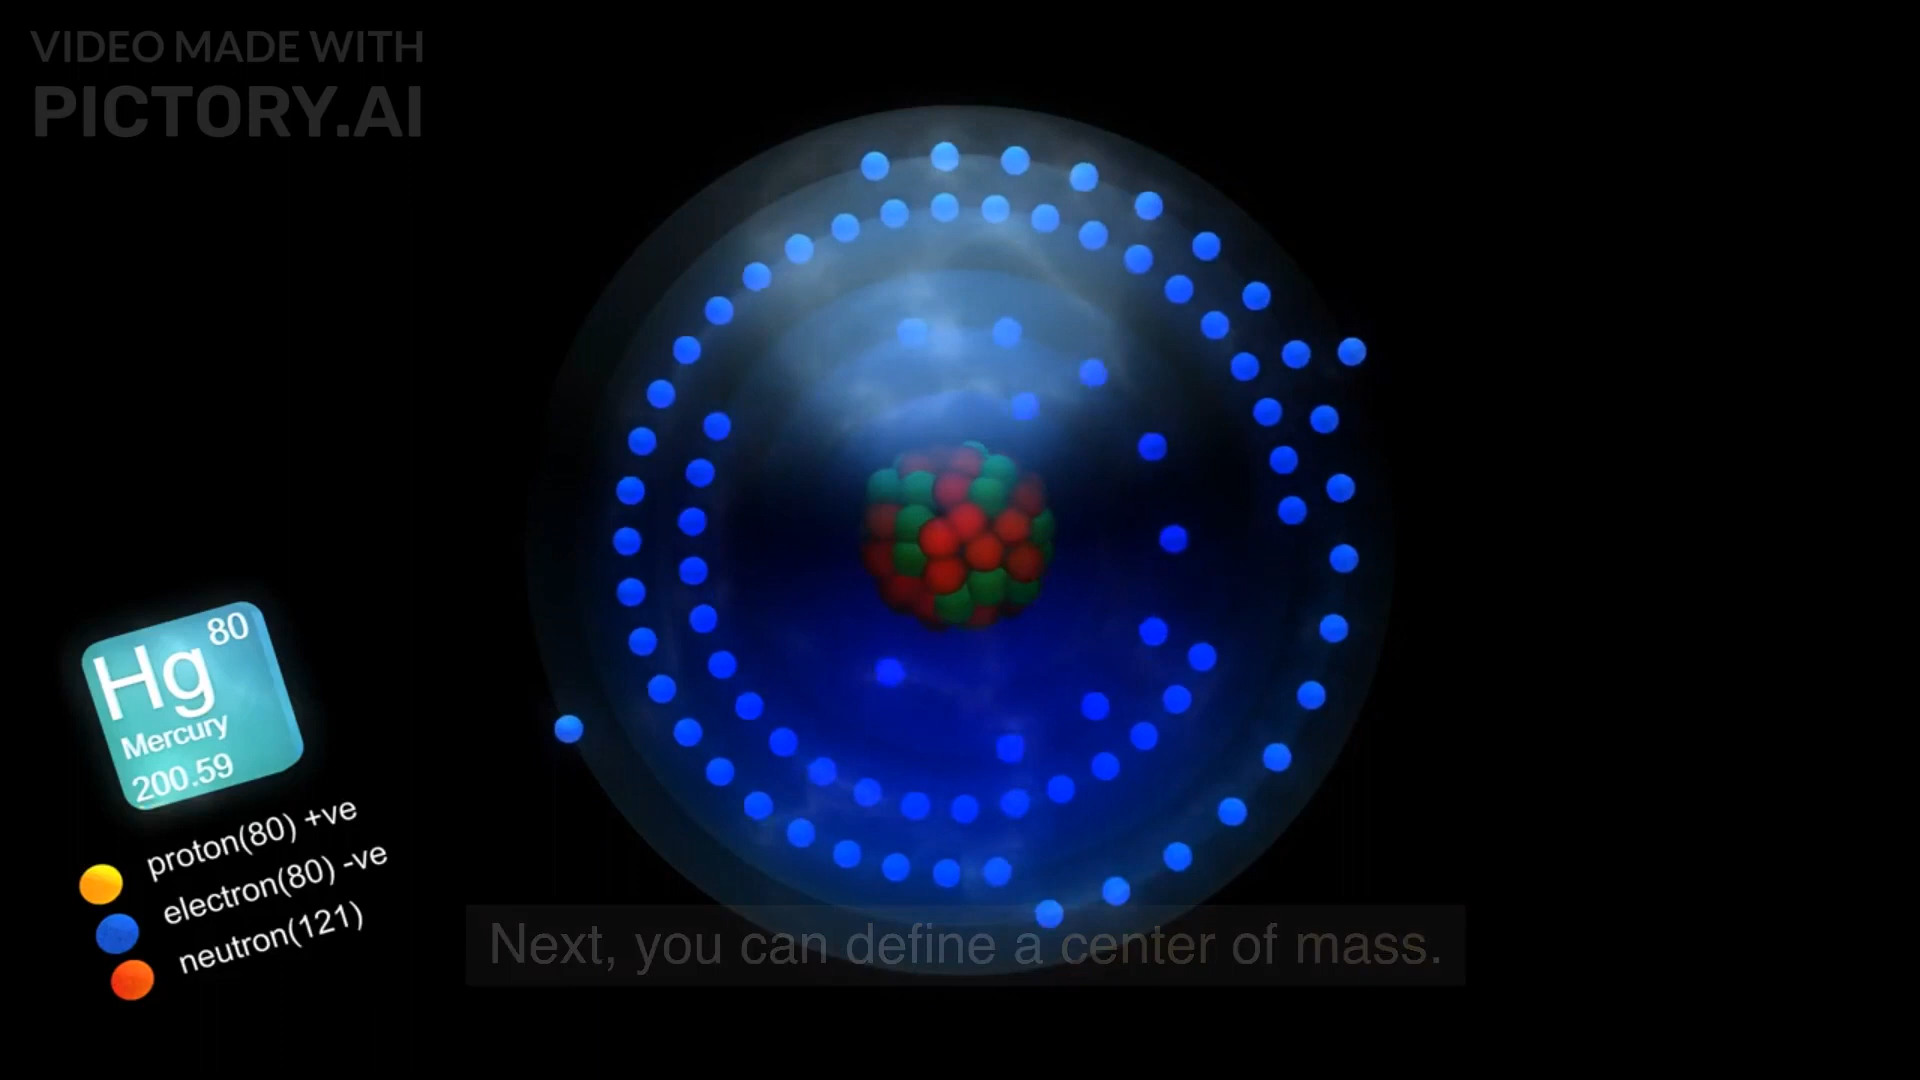 VIDEO MADE WITH
PICTORY.AI
80
Hg
Mercury
200.59
proton(80) +ve
electron(80) -ve
neutron(121)
Next, you can define a center of mass.